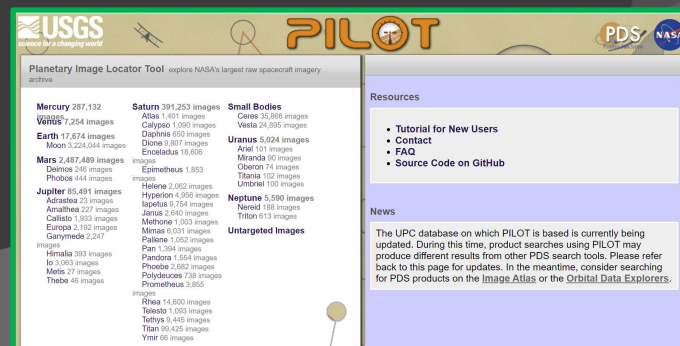 USGS
science for a changing world
PILOT
PDS
NASA
Planetary Image Locator Tool explore NASA's largest raw spacecraft imagery
archive
Mercury 287,132
images
Venus 7,254 images
Earth 17,674 images
Moon 3,224,044 images
Mars 2,487,489 images
Deimos 246 images
Phobos 444 images
Jupiter 85,491 images
Adrastea 23 images
Amalthea 227 images
Callisto 1,933 images
Europa 2,192 images
Ganymede 2,247
images
Himalia 393 images
Io 3,063 images
Metis 27 images
Thebe 46 images
Saturn 391,253 images
Atlas 1,401 images
Calypso 1,090 images
Daphnis 650 images
Dione 9,807 images
Enceladus 18,606
images
Epimetheus 1,853
images
Helene 2,062 images
Hyperion 4,956 images
Iapetus 9,754 images
Janus 2,640 images
Methone 1,003 images
Mimas 6,031 images
Pallene 1,052 images
Pan 1,394 images
Pandora 1,554 images
Phoebe 2,682 images
Polydeuces 738 images
Prometheus 3,855
images
Rhea 14,600 images
Telesto 1,093 images
Tethys 9,445 images
Titan 99,425 images
Ymir 66 images
Small Bodies
Ceres 35,866 images
Vesta 24,895 images
Uranus 5,024 images
Ariel 101 images
Miranda 90 images
Oberon 74 images
Titania 102 images
Umbriel 100 images
Neptune 5,590 images
Nereid 188 images
Triton 613 images
Untargeted Images
Resources
• Tutorial for New Users
• Contact
• FAQ
• Source Code on GitHub
News
The UPC database on which PILOT is based is currently being
updated. During this time, product searches using PILOT may
produce different results from other PDS search tools. Please refer
back to this page for updates. In the meantime, consider searching
for PDS products on the Image Atlas or the Orbital Data Explorers.